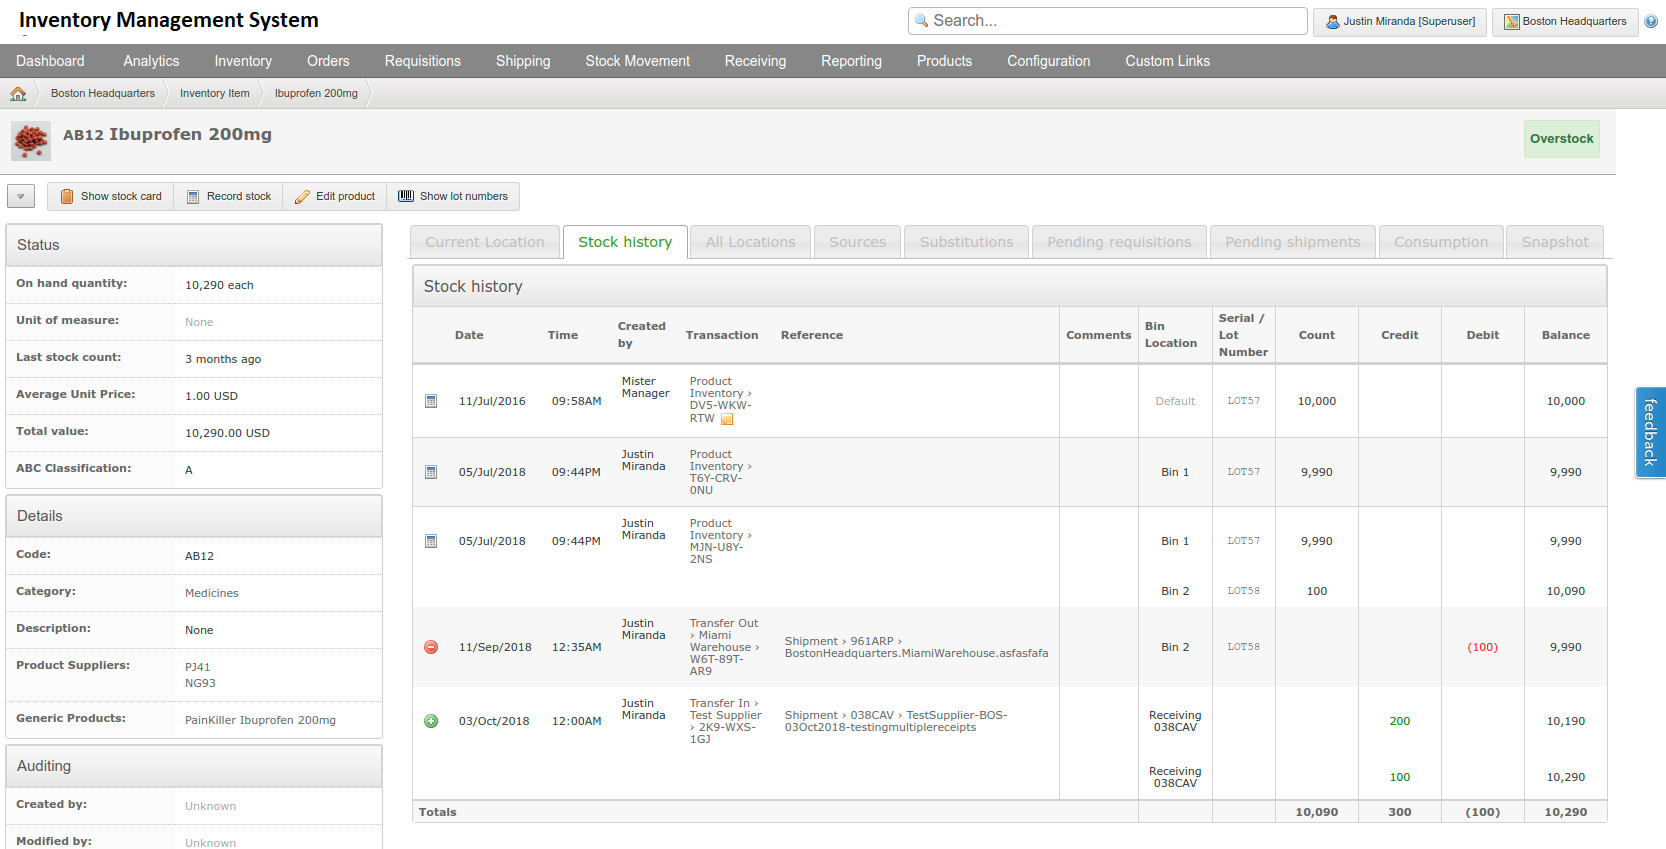 Inventory Management System
Search...
Justin Miranda [Superuser]
Boston Headquarters
Dashboard Analytics Inventory Orders Requisitions Shipping Stock Movement Receiving Reporting Products Configuration Custom Links
Boston Headquarters Inventory Item Ibuprofen 200mg
AB12 Ibuprofen 200mg
Overstock
Show stock card Record stock Edit product Show lot numbers
Status
On hand quantity: 10,290 each
Unit of measure: None
Last stock count: 3 months ago
Average Unit Price: 1.00 USD
Total value: 10,290.00 USD
ABC Classification: A
Details
Code: AB12
Category: Medicines
Description: None
Product Suppliers: PJ41
NG93
Generic Products: PainKiller Ibuprofen 200mg
Auditing
Created by: Unknown
Modified by: Unknown
Current Location Stock history All Locations Sources Substitutions Pending requisitions Pending shipments Consumption Snapshot
Stock history
Date Time Created by Transaction Reference Comments Bin Location Serial / Lot Number Count Credit Debit Balance
11/Jul/2016 09:58AM Mister Manager Product Inventory › DV5-WKW-RTW Default LOT57 10,000 10,000
05/Jul/2018 09:44PM Justin Miranda Product Inventory › T6Y-CRV-0NU Bin 1 LOT57 9,990 9,990
05/Jul/2018 09:44PM Justin Miranda Product Inventory › MJN-U8Y-2NS Bin 1 LOT57 9,990 9,990
Bin 2 LOT58 100 10,090
11/Sep/2018 12:35AM Justin Miranda Transfer Out › Miami Warehouse › W6T-89T-AR9 Shipment › 961ARP › BostonHeadquarters.MiamiWarehouse.asfasfafa Bin 2 LOT58 (100) 9,990
03/Oct/2018 12:00AM Justin Miranda Transfer In › Test Supplier › 2K9-WXS-1GJ Shipment › 038CAV › TestSupplier-BOS-03Oct2018-testingmultiplereceipts Receiving 038CAV 200 10,190
Receiving 038CAV 100 10,290
Totals 10,090 300 (100) 10,290
feedback